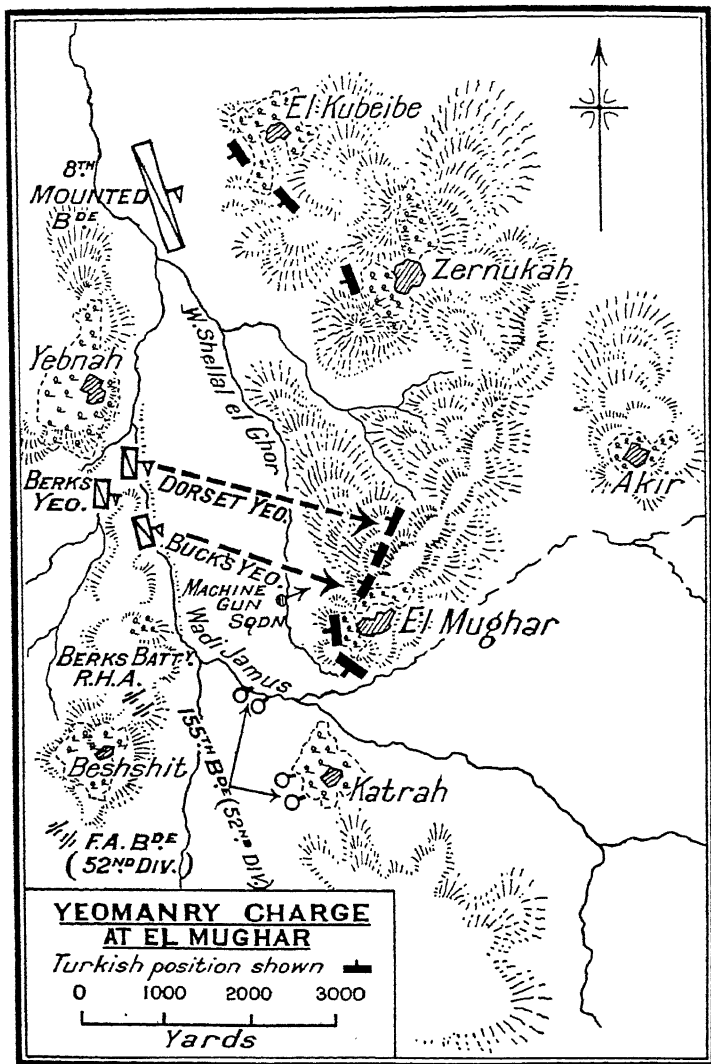 El Kubeibe
8TH
MOUNTED
BDE
Zernukah
W. Shellal el Ghor
Yebnah
Akir
BERKS
YEO.
DORSET YEO.
BUCKS YEO.
MACHINE
GUN
SQDN
El Mughar
Wadi Jamus
BERKS BATTY.
R.H.A.
Beshshit
155TH BDE (52ND DIV.)
Katrah
F.A. BDE
(52ND DIV.)
YEOMANRY CHARGE
AT EL MUGHAR
Turkish position shown
0 1000 2000 3000
Yards